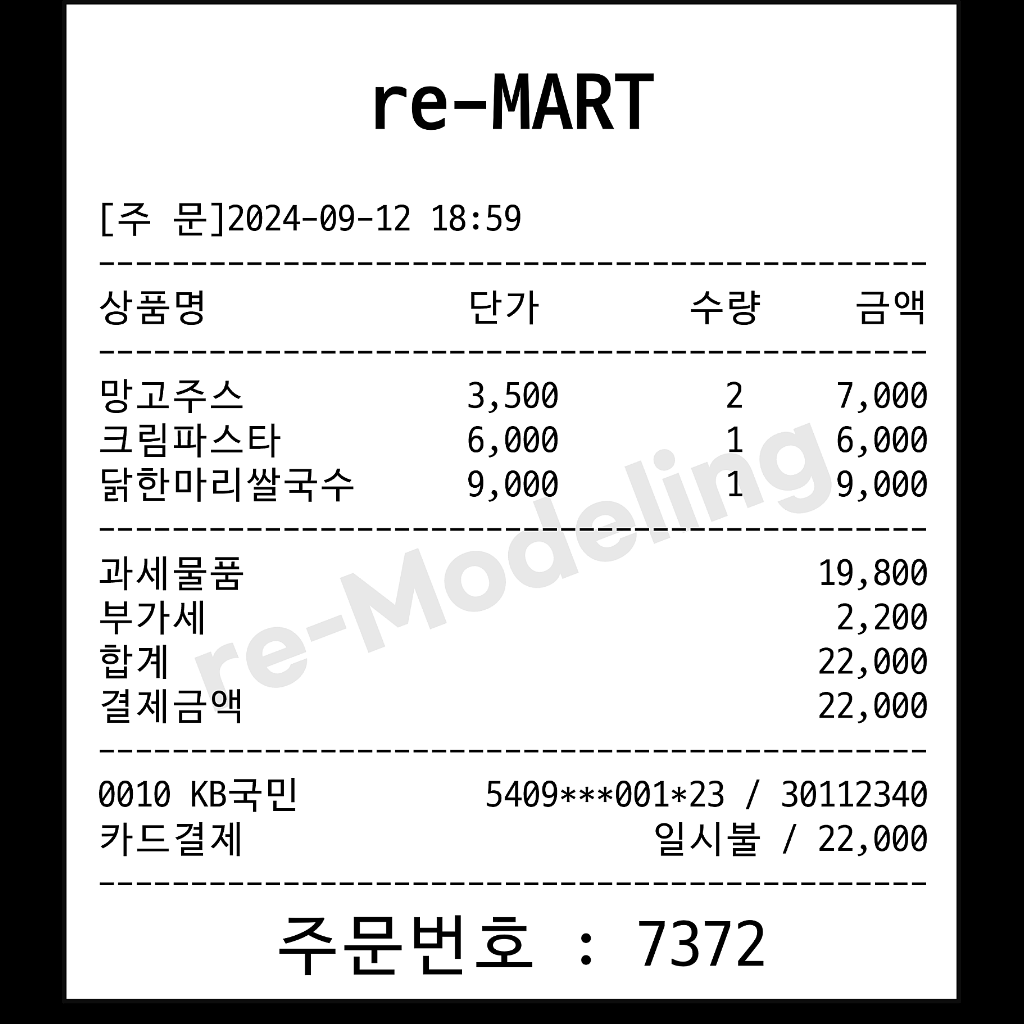 re-MART
[주 문]2024-09-12 18:59
상품명 단가 수량 금액
망고주스 3,500 2 7,000
크림파스타 6,000 1 6,000
닭한마리쌀국수 9,000 1 9,000
re-Modeling
과세물품 19,800
부가세 2,200
합계 22,000
결제금액 22,000
0010 KB국민 5409***001*23 / 30112340
카드결제 일시불 / 22,000
주문번호 : 7372